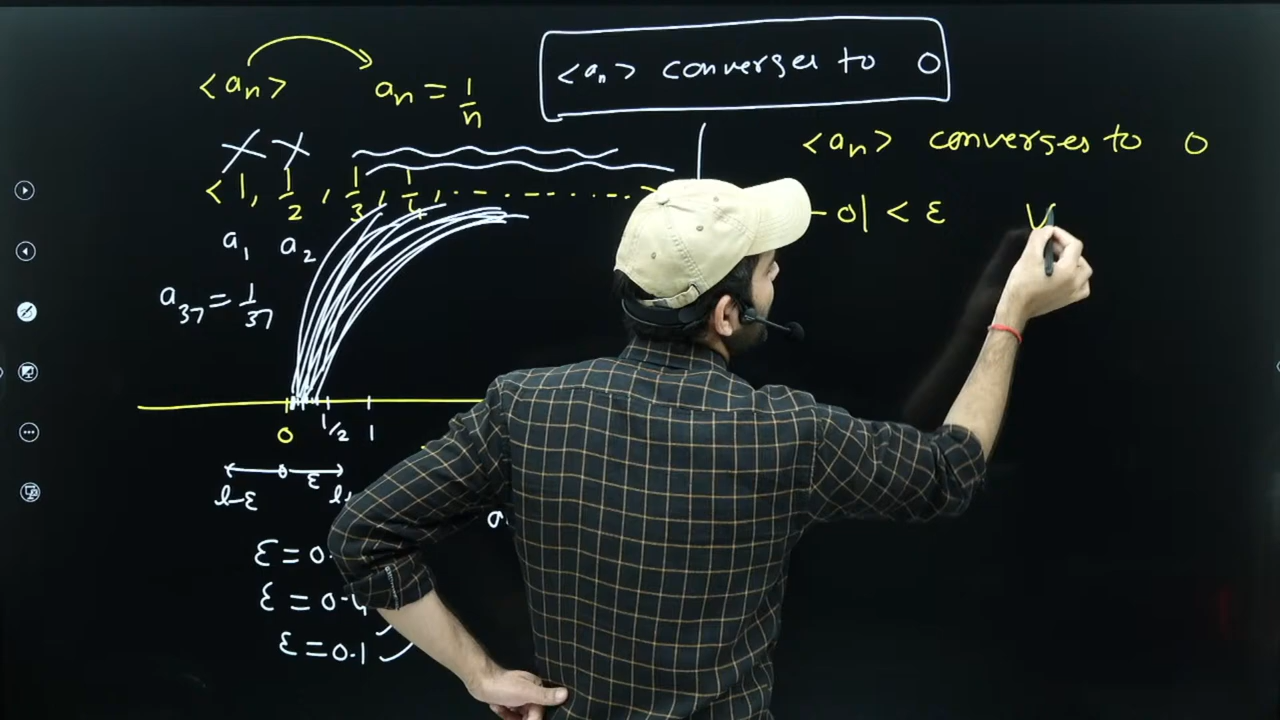 <aₙ> aₙ = 1/n
<aₙ> converges to 0
<aₙ> converges to 0
< 1, 1/2, 1/3, 1/4, ..........
- 0| < ε ∀
a₁ a₂
a₃₇ = 1/37
0 1/2 1
l-ε ε
ε = 0.
ε = 0.4
ε = 0.1